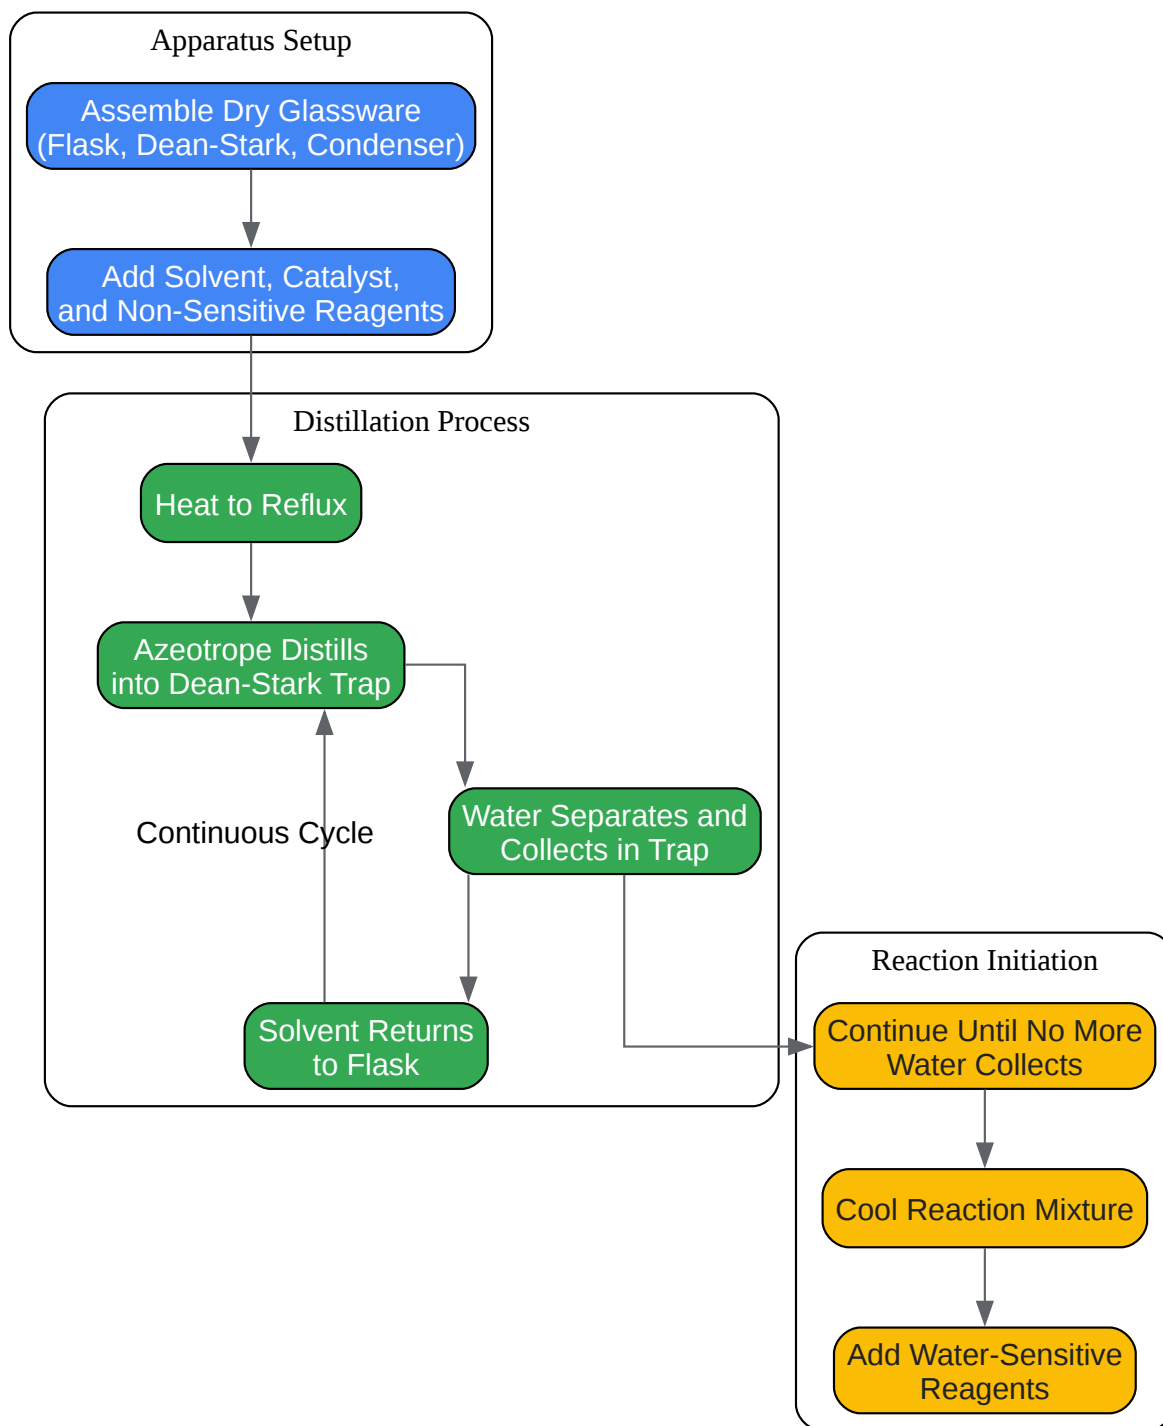 Apparatus Setup
Assemble Dry Glassware
(Flask, Dean-Stark, Condenser)
Add Solvent, Catalyst,
and Non-Sensitive Reagents
Distillation Process
Heat to Reflux
Azeotrope Distills
into Dean-Stark Trap
Water Separates and
Collects in Trap
Continuous Cycle
Solvent Returns
to Flask
Reaction Initiation
Continue Until No More
Water Collects
Cool Reaction Mixture
Add Water-Sensitive
Reagents